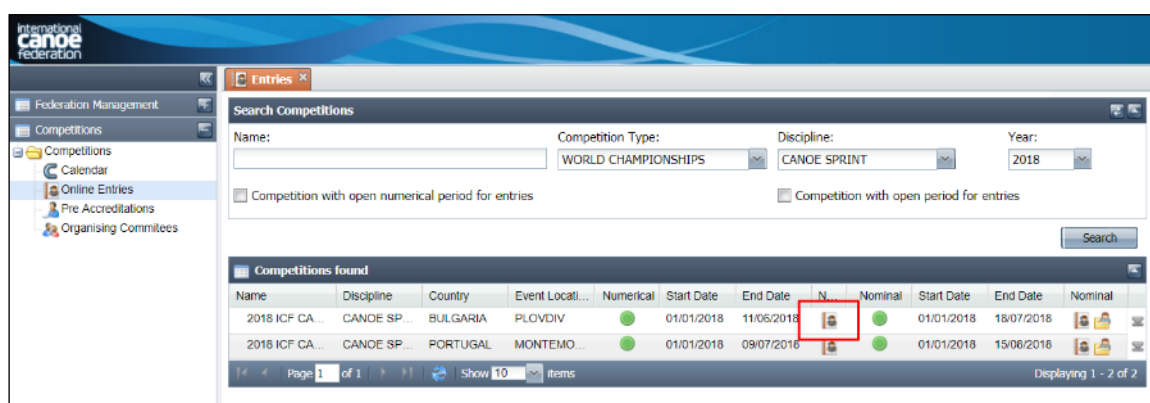 international
canoe
federation
Entries
Federation Management
Competitions
Competitions
Calendar
Online Entries
Pre Accreditations
Organising Commitees
Search Competitions
Name: Competition Type: Discipline: Year:
WORLD CHAMPIONSHIPS CANOE SPRINT 2018
Competition with open numerical period for entries Competition with open period for entries
Search
Competitions found
Name Discipline Country Event Locati... Numerical Start Date End Date N... Nominal Start Date End Date Nominal
2018 ICF CA... CANOE SP... BULGARIA PLOVDIV 01/01/2018 11/06/2018 01/01/2018 18/07/2018
2018 ICF CA... CANOE SP... PORTUGAL MONTEMO... 01/01/2018 09/07/2018 01/01/2018 15/08/2018
Page 1 of 1 Show 10 items Displaying 1 - 2 of 2